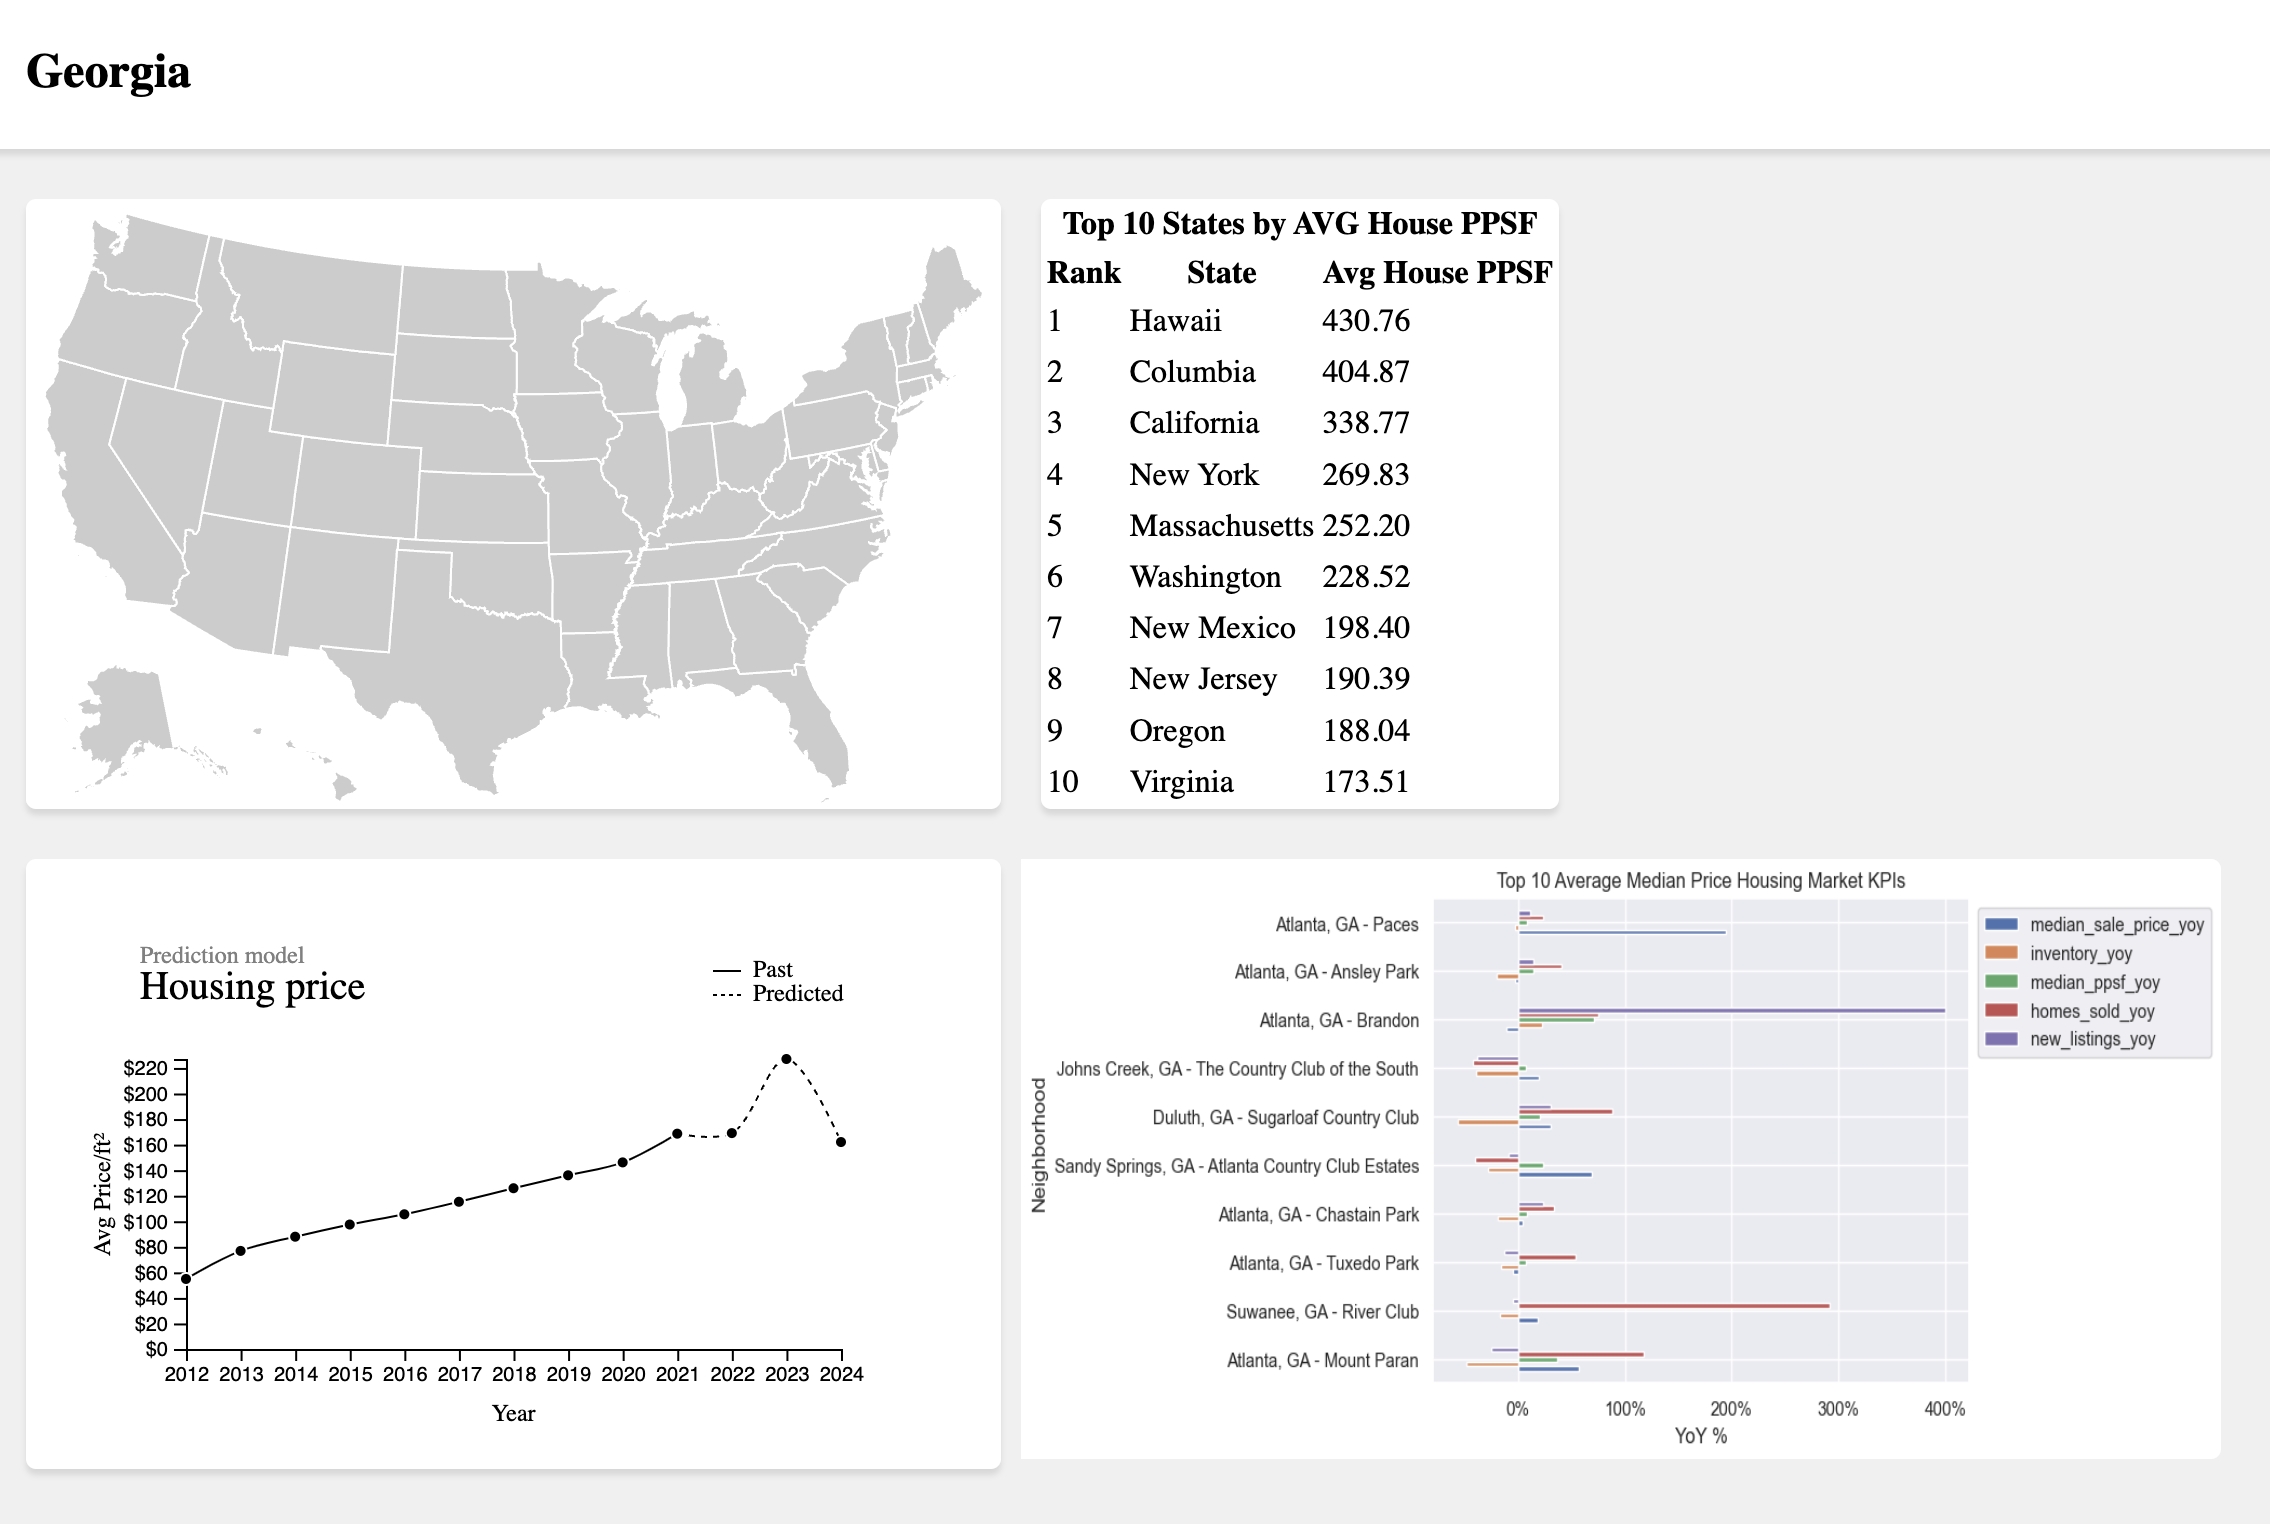 Georgia
Top 10 States by AVG House PPSF
Rank State Avg House PPSF
1 Hawaii 430.76
2 Columbia 404.87
3 California 338.77
4 New York 269.83
5 Massachusetts 252.20
6 Washington 228.52
7 New Mexico 198.40
8 New Jersey 190.39
9 Oregon 188.04
10 Virginia 173.51
Prediction model
Housing price
Past
Predicted
Avg Price/ft²
$220
$200
$180
$160
$140
$120
$100
$80
$60
$40
$20
$0
2012 2013 2014 2015 2016 2017 2018 2019 2020 2021 2022 2023 2024
Year
Top 10 Average Median Price Housing Market KPIs
Neighborhood
Atlanta, GA - Paces
Atlanta, GA - Ansley Park
Atlanta, GA - Brandon
Johns Creek, GA - The Country Club of the South
Duluth, GA - Sugarloaf Country Club
Sandy Springs, GA - Atlanta Country Club Estates
Atlanta, GA - Chastain Park
Atlanta, GA - Tuxedo Park
Suwanee, GA - River Club
Atlanta, GA - Mount Paran
0% 100% 200% 300% 400%
YoY %
median_sale_price_yoy
inventory_yoy
median_ppsf_yoy
homes_sold_yoy
new_listings_yoy